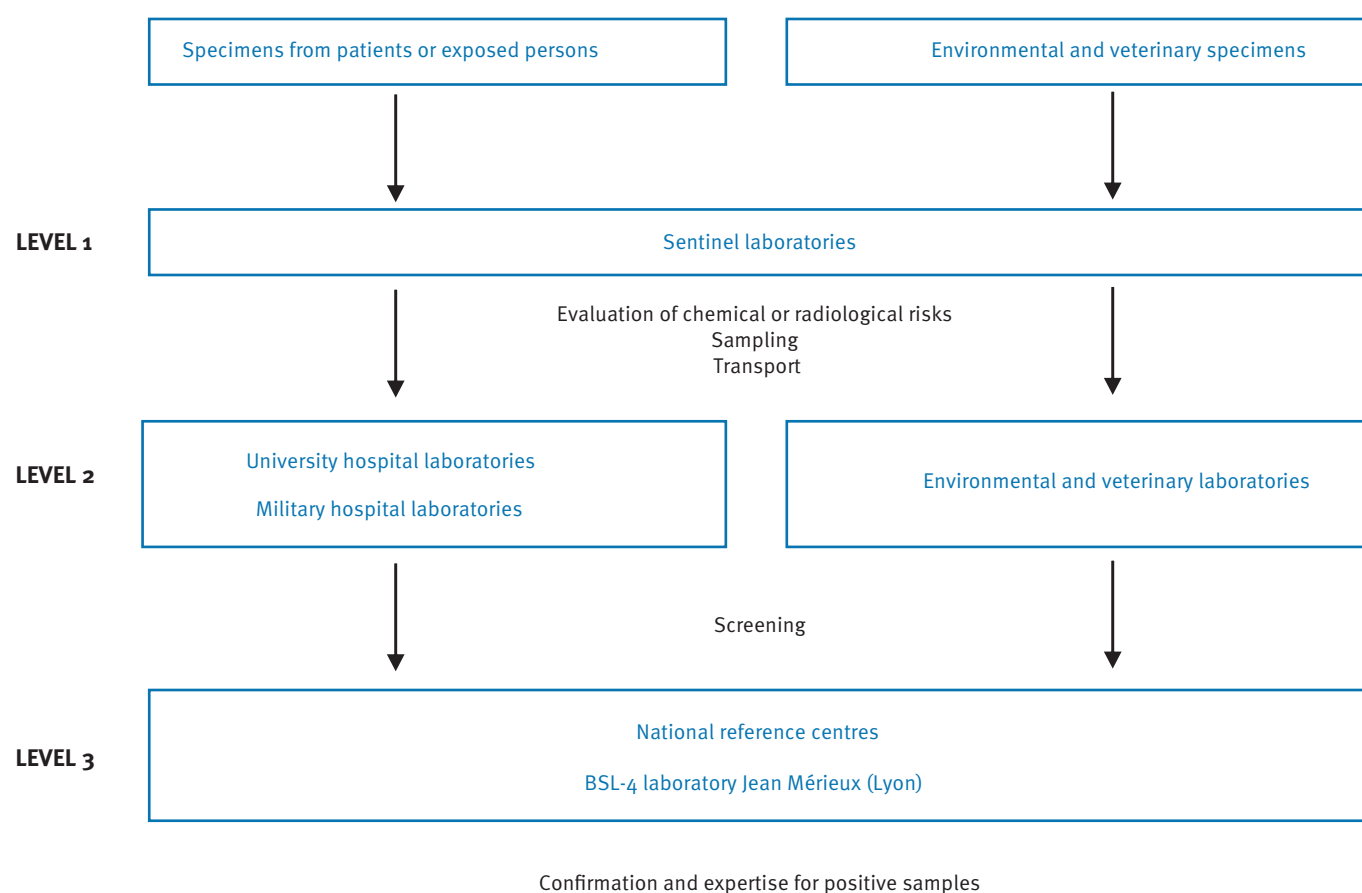 Specimens from patients or exposed persons
Environmental and veterinary specimens
LEVEL 1
Sentinel laboratories
Evaluation of chemical or radiological risks
Sampling
Transport
LEVEL 2
University hospital laboratories
Military hospital laboratories
Environmental and veterinary laboratories
Screening
LEVEL 3
National reference centres
BSL-4 laboratory Jean Mérieux (Lyon)
Confirmation and expertise for positive samples